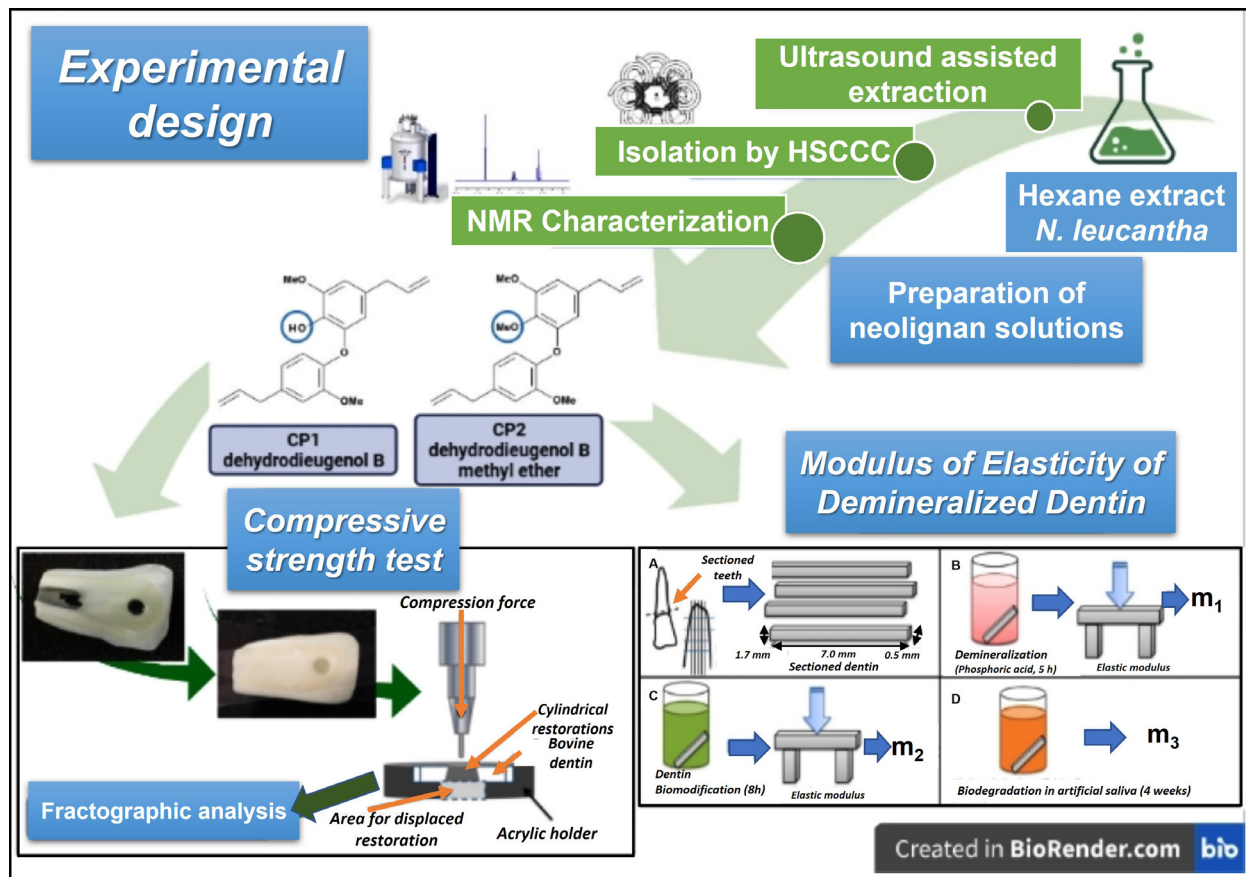 Experimental
design
Ultrasound assisted
extraction
Isolation by HSCCC
NMR Characterization
Hexane extract
N. leucantha
Preparation of
neolignan solutions
MeO
HO
O
OMe
CP1
dehydrodieugenol B
MeO
MeO
O
OMe
CP2
dehydrodieugenol B
methyl ether
Compressive
strength test
Compression force
Cylindrical
restorations
Bovine
dentin
Area for displaced
restoration
Acrylic holder
Fractographic analysis
Modulus of Elasticity of
Demineralized Dentin
A
Sectioned
teeth
1.7 mm
7.0 mm
0.5 mm
Sectioned dentin
B
Demineralization
(Phosphoric acid, 5 h)
Elastic modulus
m1
C
Dentin
Biomodification (8h)
Elastic modulus
m2
D
m3
Biodegradation in artificial saliva (4 weeks)
Created in BioRender.com
bio